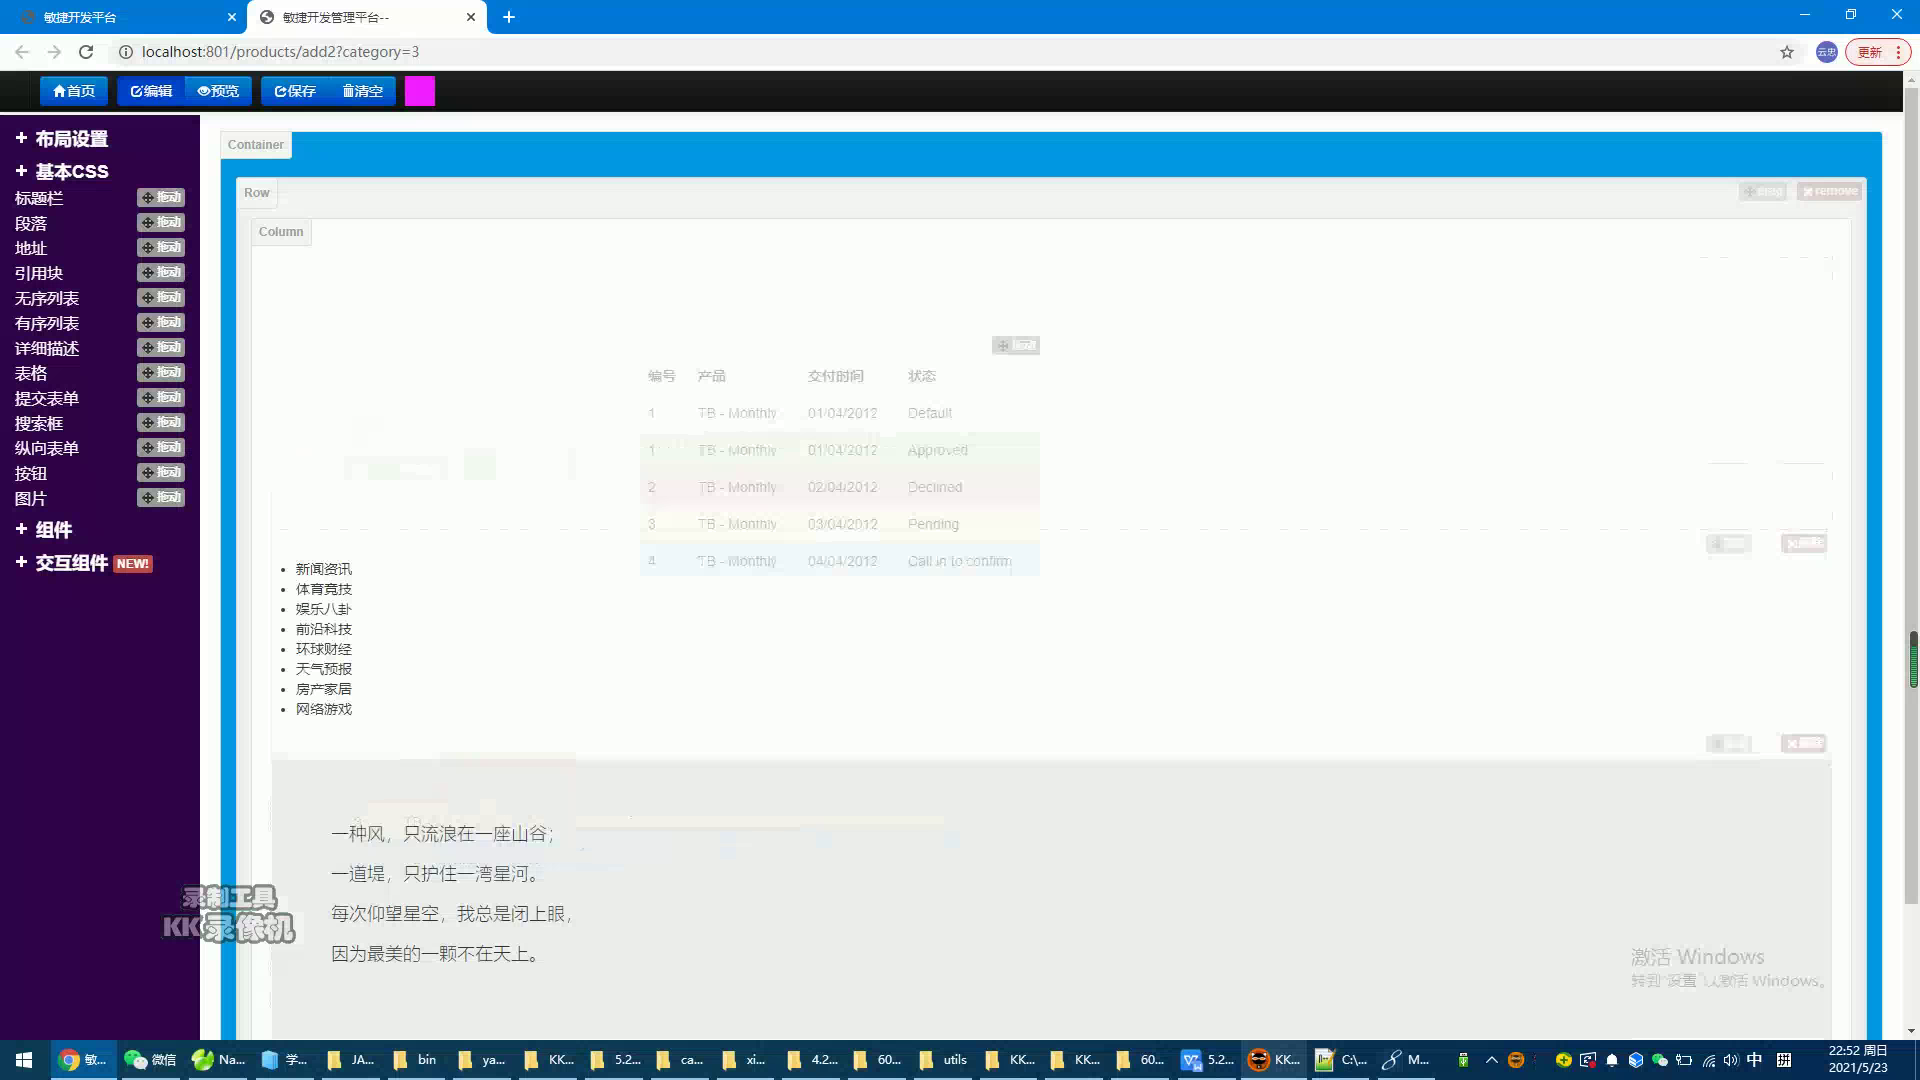 敏捷开发平台
敏捷开发管理平台--
localhost:801/products/add2?category=3
云忠
更新
首页
编辑
预览
保存
清空
+ 布局设置
+ 基本CSS
标题栏 拖动
段落 拖动
地址 拖动
引用块 拖动
无序列表 拖动
有序列表 拖动
详细描述 拖动
表格 拖动
提交表单 拖动
搜索框 拖动
纵向表单 拖动
按钮 拖动
图片 拖动
+ 组件
+ 交互组件 NEW!
Container
Row
remove
Column
编号 产品 交付时间 状态
1 TB - Monthly 01/04/2012 Default
1 TB - Monthly 01/04/2012 Approved
2 TB - Monthly 02/04/2012 Declined
3 TB - Monthly 03/04/2012 Pending
4 TB - Monthly 04/04/2012 Call in to confirm
新闻资讯
体育竞技
娱乐八卦
前沿科技
环球财经
天气预报
房产家居
网络游戏
一种风，只流浪在一座山谷；
一道堤，只护住一湾星河。
每次仰望星空，我总是闭上眼，
因为最美的一颗不在天上。
录制工具
KK录像机
激活 Windows
转到"设置"以激活 Windows。
敏...
微信
Na...
学...
JA...
bin
ya...
KK...
5.2...
ca...
xi...
4.2...
60...
utils
KK...
KK...
60...
5.2...
KK...
C:\...
M...
中
拼
22:52 周日
2021/5/23